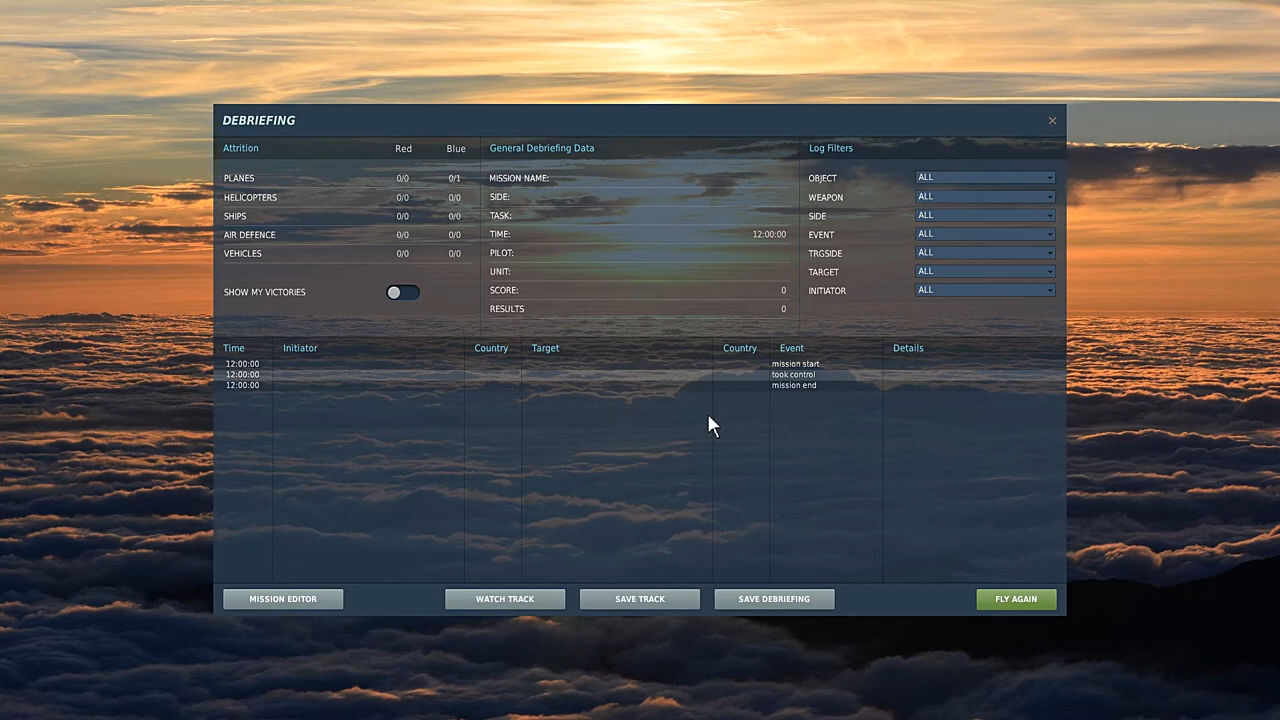 DEBRIEFING ×
Attrition Red Blue
PLANES 0/0 0/1
HELICOPTERS 0/0 0/0
SHIPS 0/0 0/0
AIR DEFENCE 0/0 0/0
VEHICLES 0/0 0/0
SHOW MY VICTORIES
General Debriefing Data
MISSION NAME:
SIDE:
TASK:
TIME: 12:00:00
PILOT:
UNIT:
SCORE: 0
RESULTS 0
Log Filters
OBJECT ALL
WEAPON ALL
SIDE ALL
EVENT ALL
TRGSIDE ALL
TARGET ALL
INITIATOR ALL
Time Initiator Country Target Country Event Details
12:00:00 mission start
12:00:00 took control
12:00:00 mission end
MISSION EDITOR WATCH TRACK SAVE TRACK SAVE DEBRIEFING FLY AGAIN